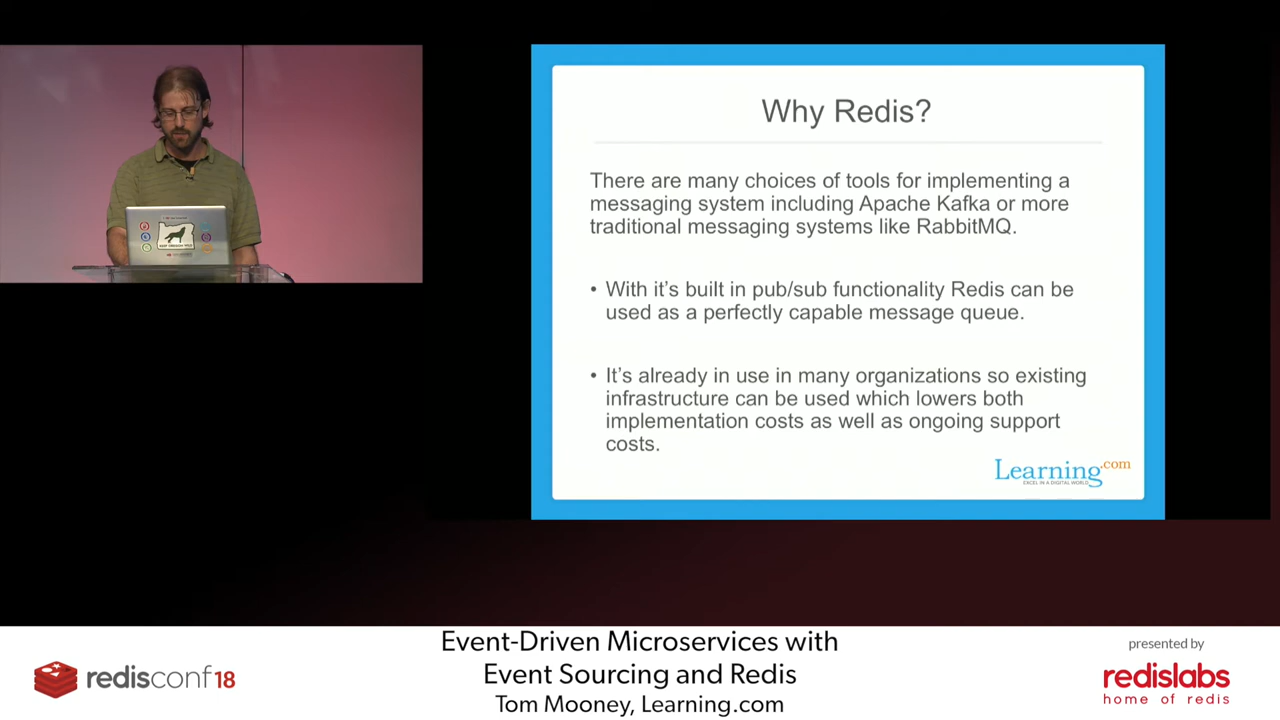 Why Redis?
There are many choices of tools for implementing a
messaging system including Apache Kafka or more
traditional messaging systems like RabbitMQ.
• With it's built in pub/sub functionality Redis can be
used as a perfectly capable message queue.
• It's already in use in many organizations so existing
infrastructure can be used which lowers both
implementation costs as well as ongoing support
costs.
Learning.com
EXCEL IN A DIGITAL WORLD.
Event-Driven Microservices with
Event Sourcing and Redis
Tom Mooney, Learning.com
redisconf18
presented by
redislabs
home of redis